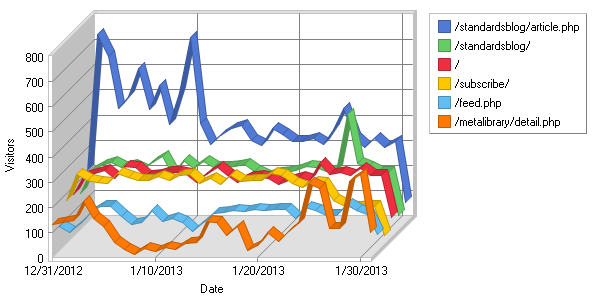 800
700
600
500
400
300
200
100
0
Visitors
12/31/2012
1/10/2013
1/20/2013
1/30/2013
Date
/standardsblog/article.php
/standardsblog/
/
/subscribe/
/feed.php
/metalibrary/detail.php